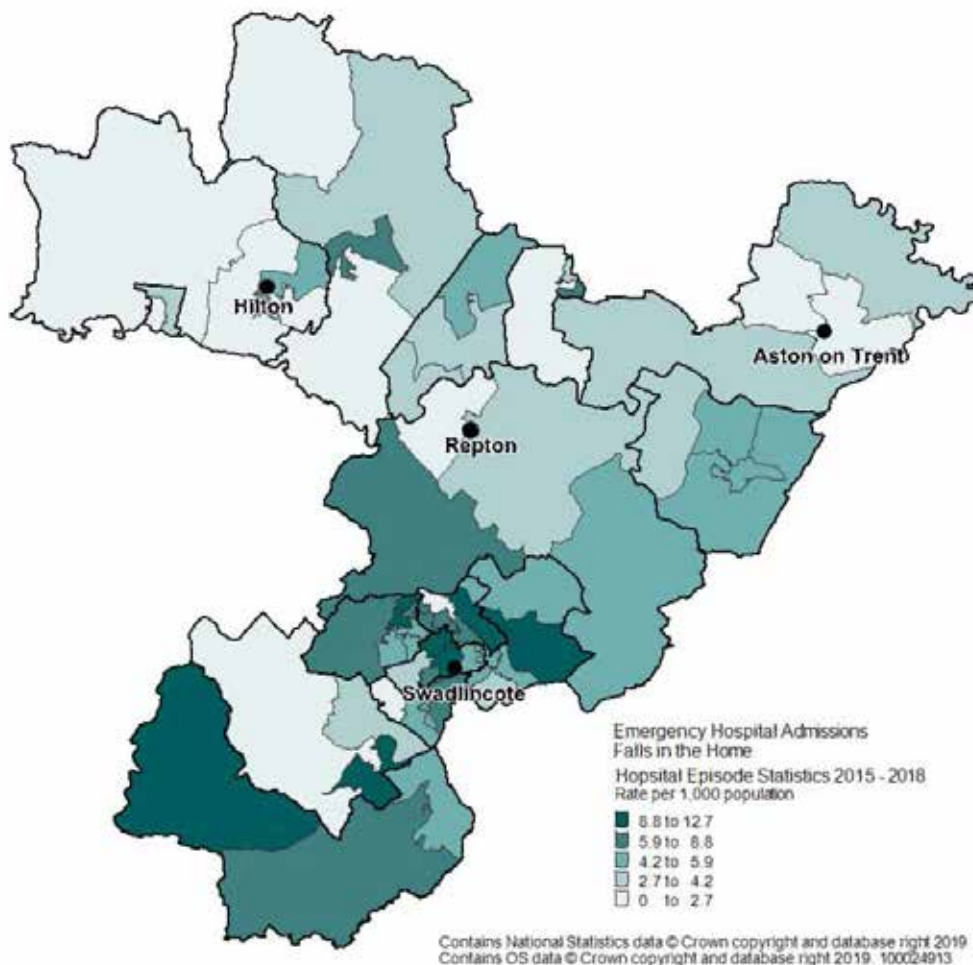 Hilton
Aston on Trent
Repton
Swadlincote
Emergency Hospital Admissions
Falls in the Home
Hopsital Episode Statistics 2015 - 2018
Rate per 1,000 population
8.8 to 12.7
5.9 to 8.8
4.2 to 5.9
2.7 to 4.2
0 to 2.7
Contains National Statistics data © Crown copyright and database right 2019
Contains OS data © Crown copyright and database right 2019. 100024913